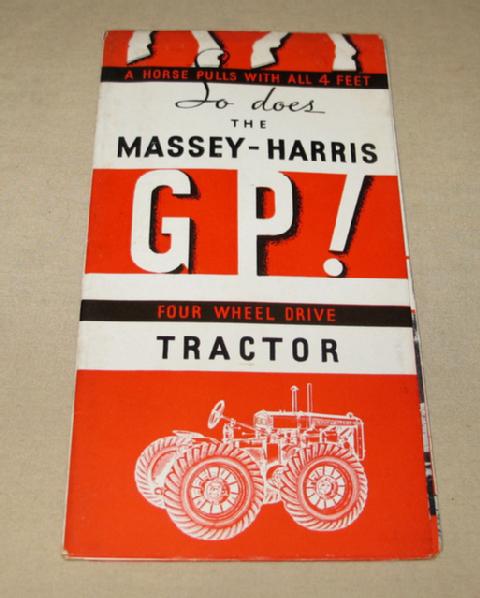 A HORSE PULLS WITH ALL 4 FEET
So does
THE
MASSEY-HARRIS
GP!
FOUR WHEEL DRIVE
TRACTOR